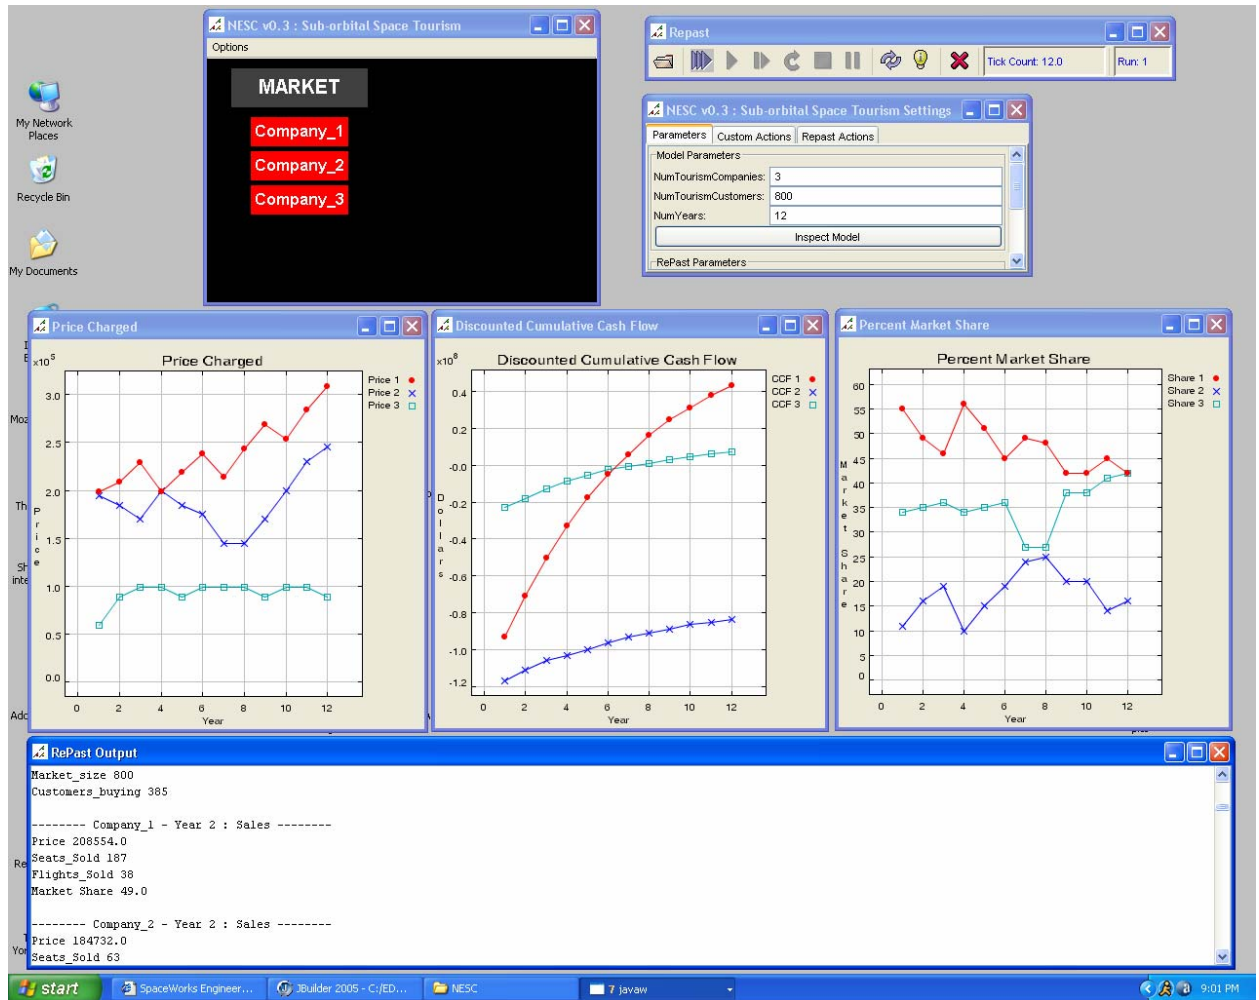 NESC v0.3 : Sub-orbital Space Tourism
Options
MARKET
Company_1
Company_2
Company_3
Repast
Tick Count: 12.0
Run: 1
NESC v0.3 : Sub-orbital Space Tourism Settings
Parameters
Custom Actions
Repast Actions
Model Parameters
NumTourismCompanies: 3
NumTourismCustomers: 800
NumYears: 12
Inspect Model
RePast Parameters
My Network Places
Recycle Bin
My Documents
Price Charged
Price Charged
x10^5
Price 1
Price 2
Price 3
3.0
2.5
2.0
1.5
1.0
0.5
0.0
Price
0 2 4 6 8 10 12
Year
Discounted Cumulative Cash Flow
Discounted Cumulative Cash Flow
x10^8
CCF 1
CCF 2
CCF 3
0.4
0.2
-0.0
-0.2
-0.4
-0.6
-0.8
-1.0
-1.2
Dollars
0 2 4 6 8 10 12
Year
Percent Market Share
Percent Market Share
Share 1
Share 2
Share 3
60
55
50
45
40
35
30
25
20
15
10
5
0
Market Share
0 2 4 6 8 10 12
Year
RePast Output
Market_size 800
Customers_buying 385
-------- Company_1 - Year 2 : Sales --------
Price 208554.0
Seats_Sold 187
Flights_Sold 38
Market Share 49.0
-------- Company_2 - Year 2 : Sales --------
Price 184732.0
Seats_Sold 63
start
SpaceWorks Engineer...
JBuilder 2005 - C:/ED...
NESC
7 javaw
9:01 PM